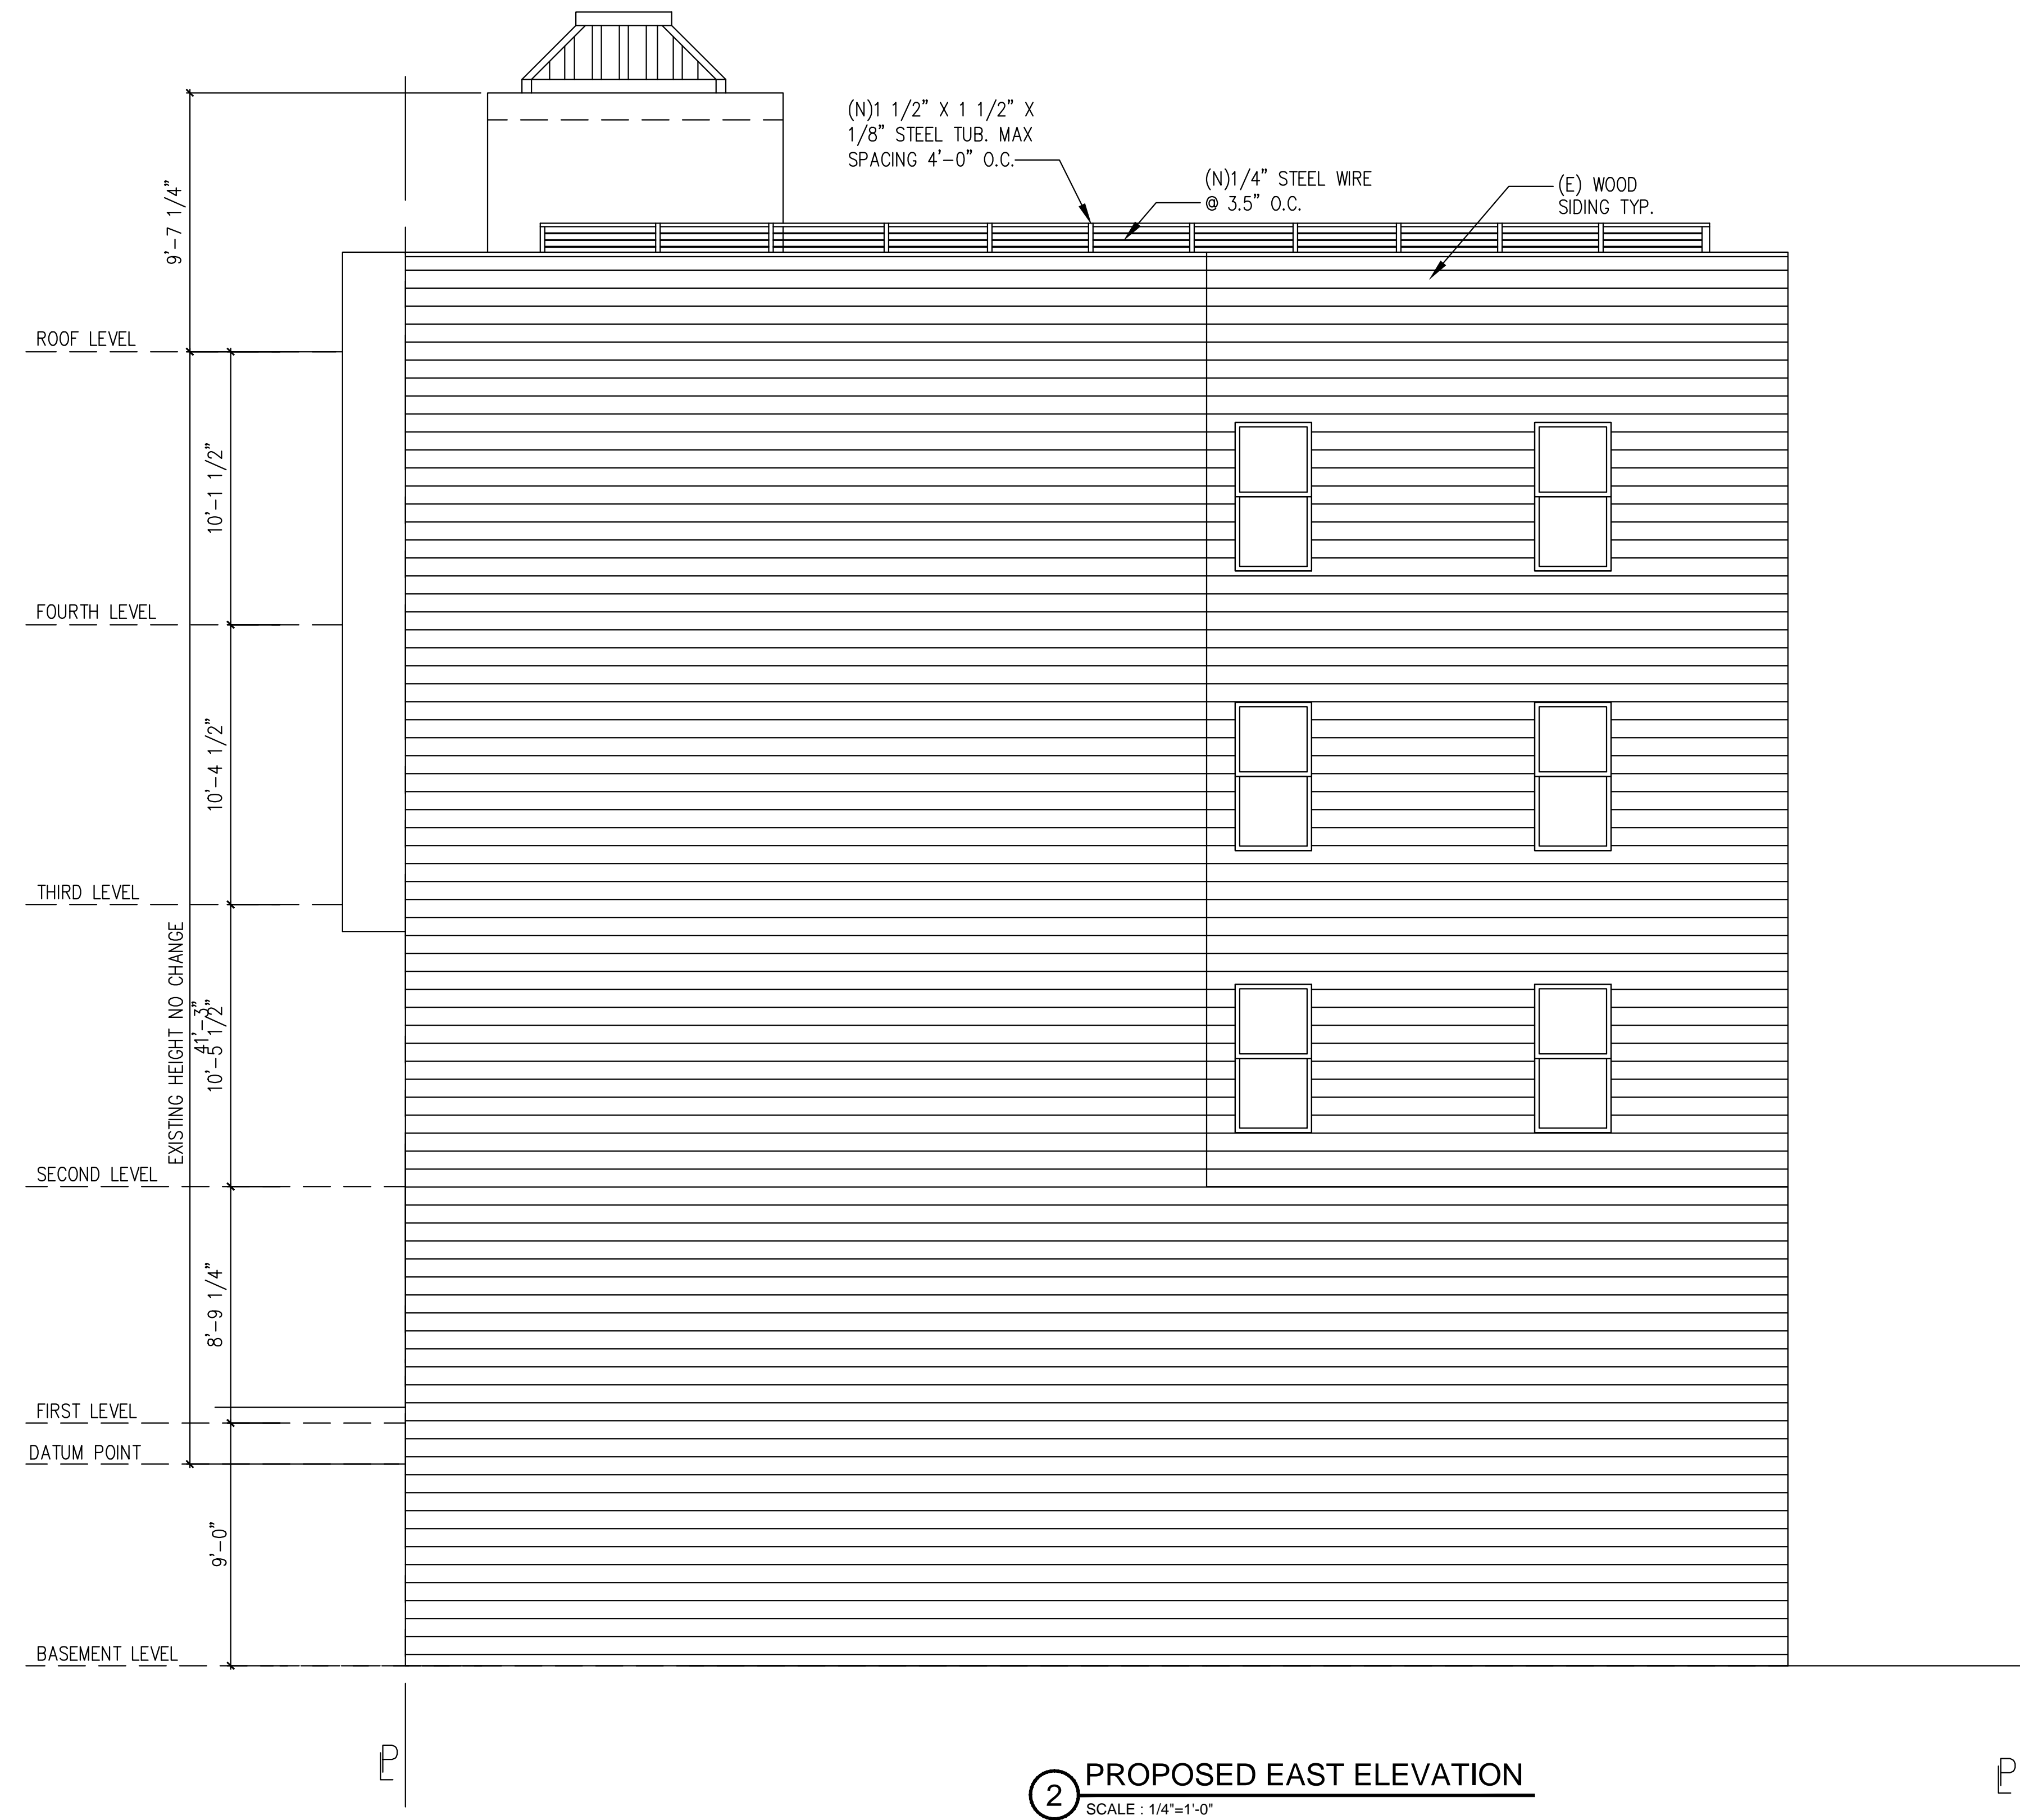 (N)1 1/2” X 1 1/2” X
1/8” STEEL TUB. MAX
SPACING 4’-0” O.C.
(N)1/4” STEEL WIRE
@ 3.5” O.C.
(E) WOOD
SIDING TYP.
9’-7 1/4”
ROOF LEVEL
10’-1 1/2”
FOURTH LEVEL
10’-4 1/2”
THIRD LEVEL
EXISTING HEIGHT NO CHANGE
41’-3”
10’-5 1/2”
SECOND LEVEL
8’-9 1/4”
FIRST LEVEL
DATUM POINT
9’-0”
BASEMENT LEVEL
PL
PL
2
PROPOSED EAST ELEVATION
SCALE : 1/4"=1'-0"